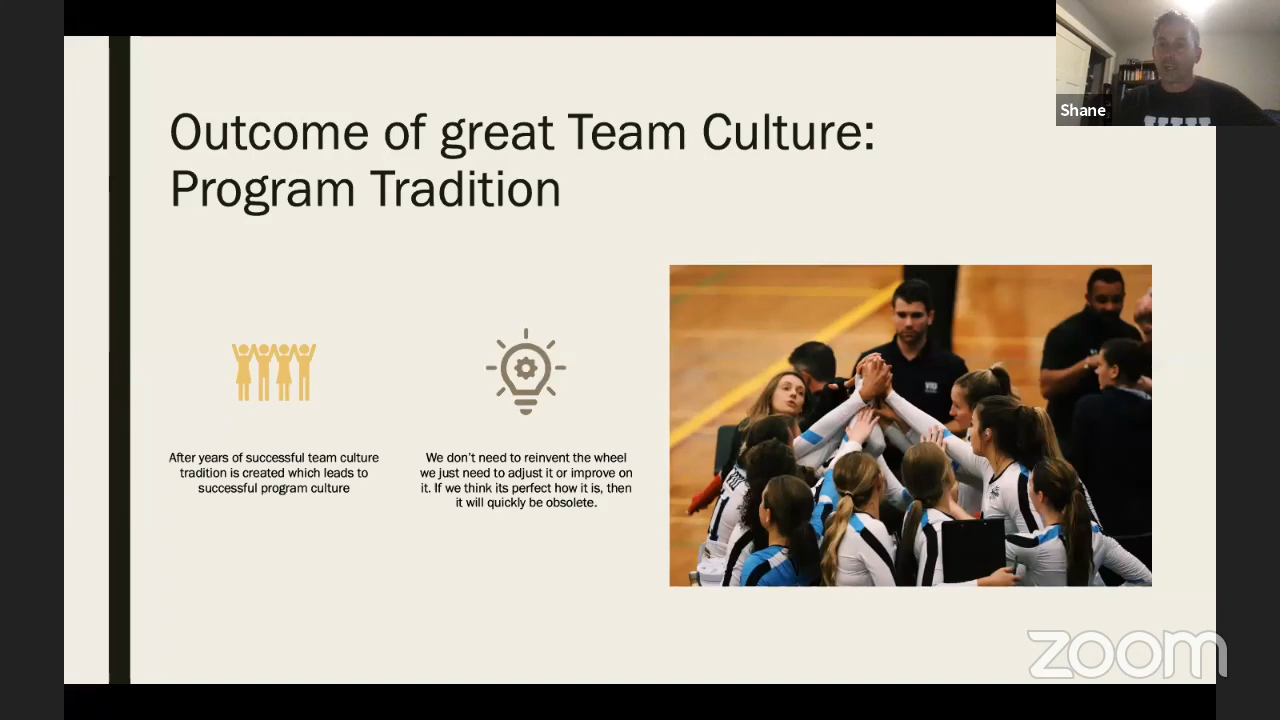 Shane
Outcome of great Team Culture:
Program Tradition
After years of successful team culture
tradition is created which leads to
successful program culture
We don't need to reinvent the wheel
we just need to adjust it or improve on
it. If we think its perfect how it is, then
it will quickly be obsolete.
zoom